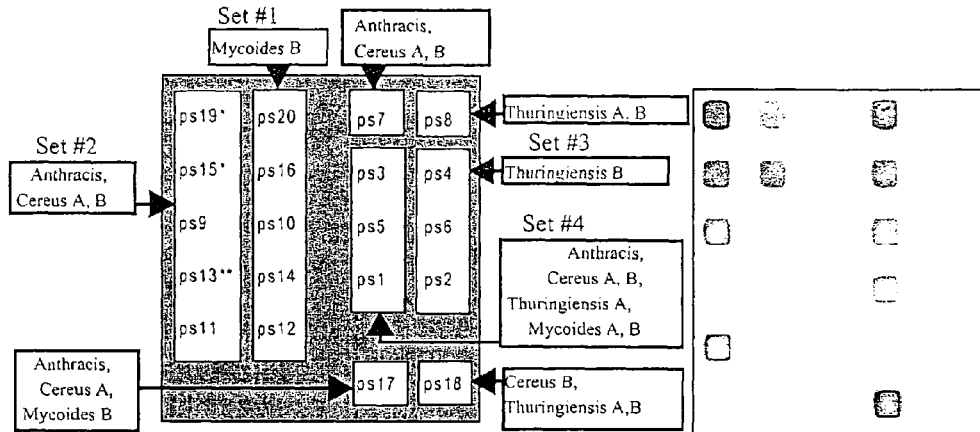 Set #1
Mycoides B
Anthracis,
Cereus A, B
ps19* ps20 ps7 ps8
Thuringiensis A, B
Set #2
Anthracis,
Cereus A, B
ps15* ps16 ps3 ps4
Set #3
Thuringiensis B
ps9 ps10 ps5 ps6
Set #4
Anthracis,
Cereus A, B,
Thuringiensis A,
Mycoides A, B
ps13** ps14 ps1 ps2
ps11 ps12
Anthracis,
Cereus A,
Mycoides B
ps17 ps18
Cereus B,
Thuringiensis A,B